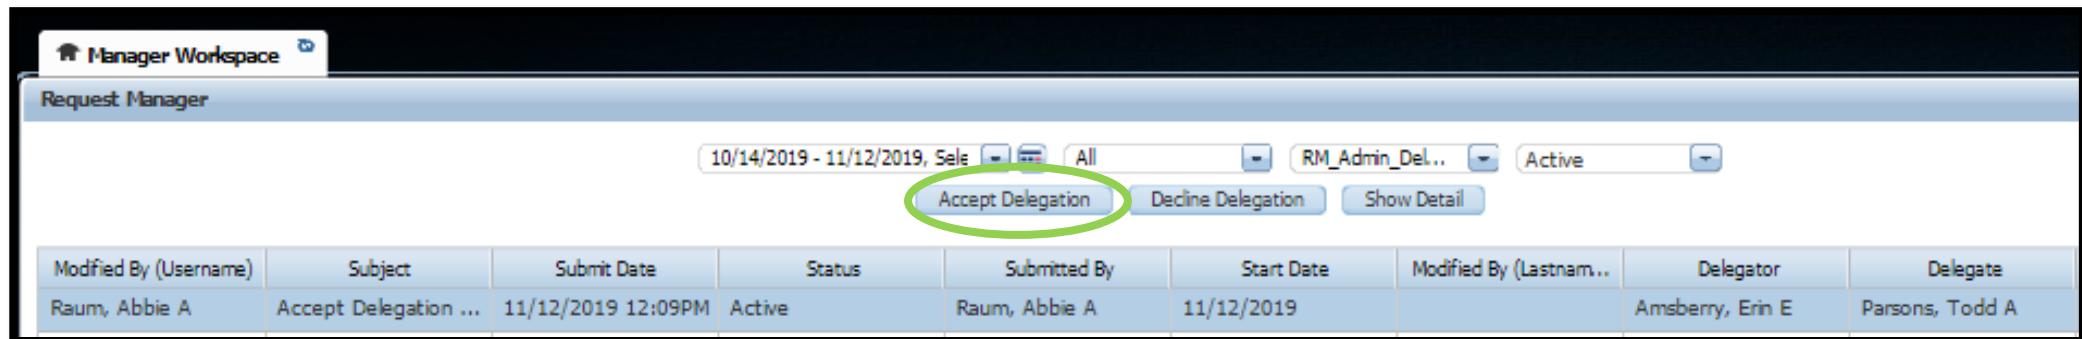 Manager Workspace
Request Manager
10/14/2019 - 11/12/2019, Sele All RM_Admin_Del... Active
Accept Delegation Decline Delegation Show Detail
Modified By (Username) Subject Submit Date Status Submitted By Start Date Modified By (Lastnam... Delegator Delegate
Raum, Abbie A Accept Delegation ... 11/12/2019 12:09PM Active Raum, Abbie A 11/12/2019 Amsberry, Erin E Parsons, Todd A